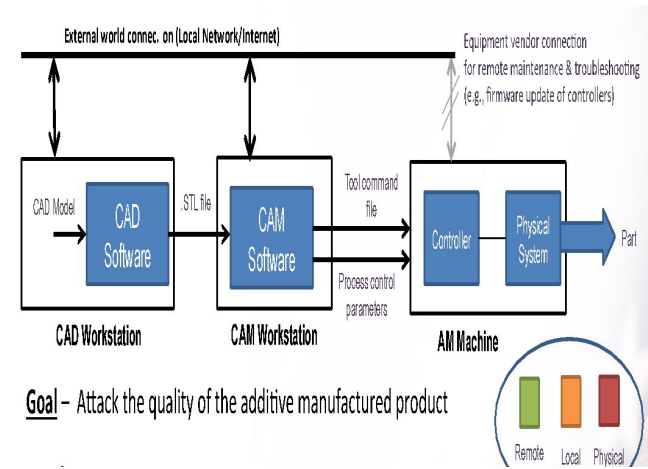 External world connec. on (Local Network/Internet)
Equipment vendor connection
for remote maintenance & troubleshooting
(e.g., firmware update of controllers)
CAD Model
CAD
Software
.STL file
CAM
Software
Tool command
file
Process control
parameters
Controller
Physical
System
Part
CAD Workstation
CAM Workstation
AM Machine
Goal – Attack the quality of the additive manufactured product
Remote Local Physical